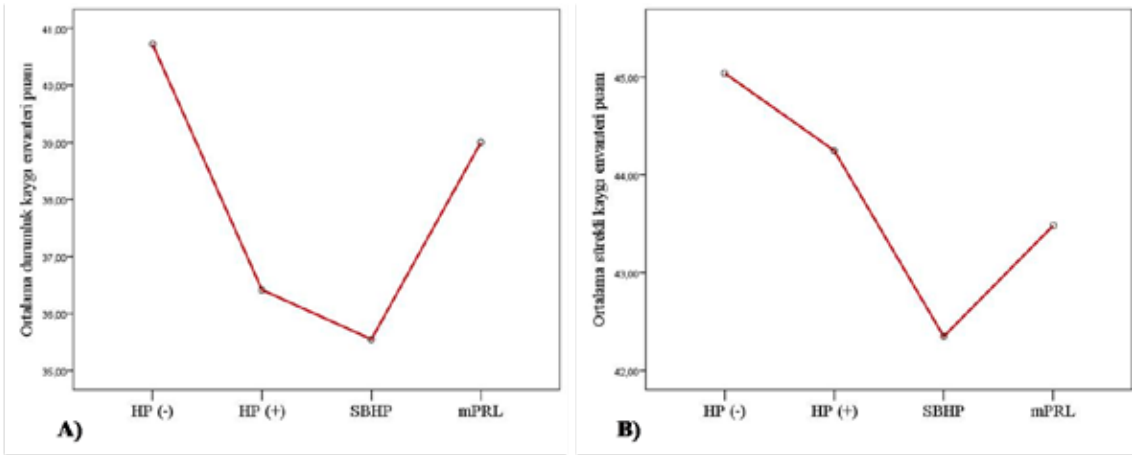 Ortalama durumluk kaygı envanteri puanı
41,00
40,00
39,00
38,00
37,00
36,00
35,00
HP (-) HP (+) SBHP mPRL
A)
Ortalama sürekli kaygı envanteri puanı
45,00
44,00
43,00
42,00
HP (-) HP (+) SBHP mPRL
B)